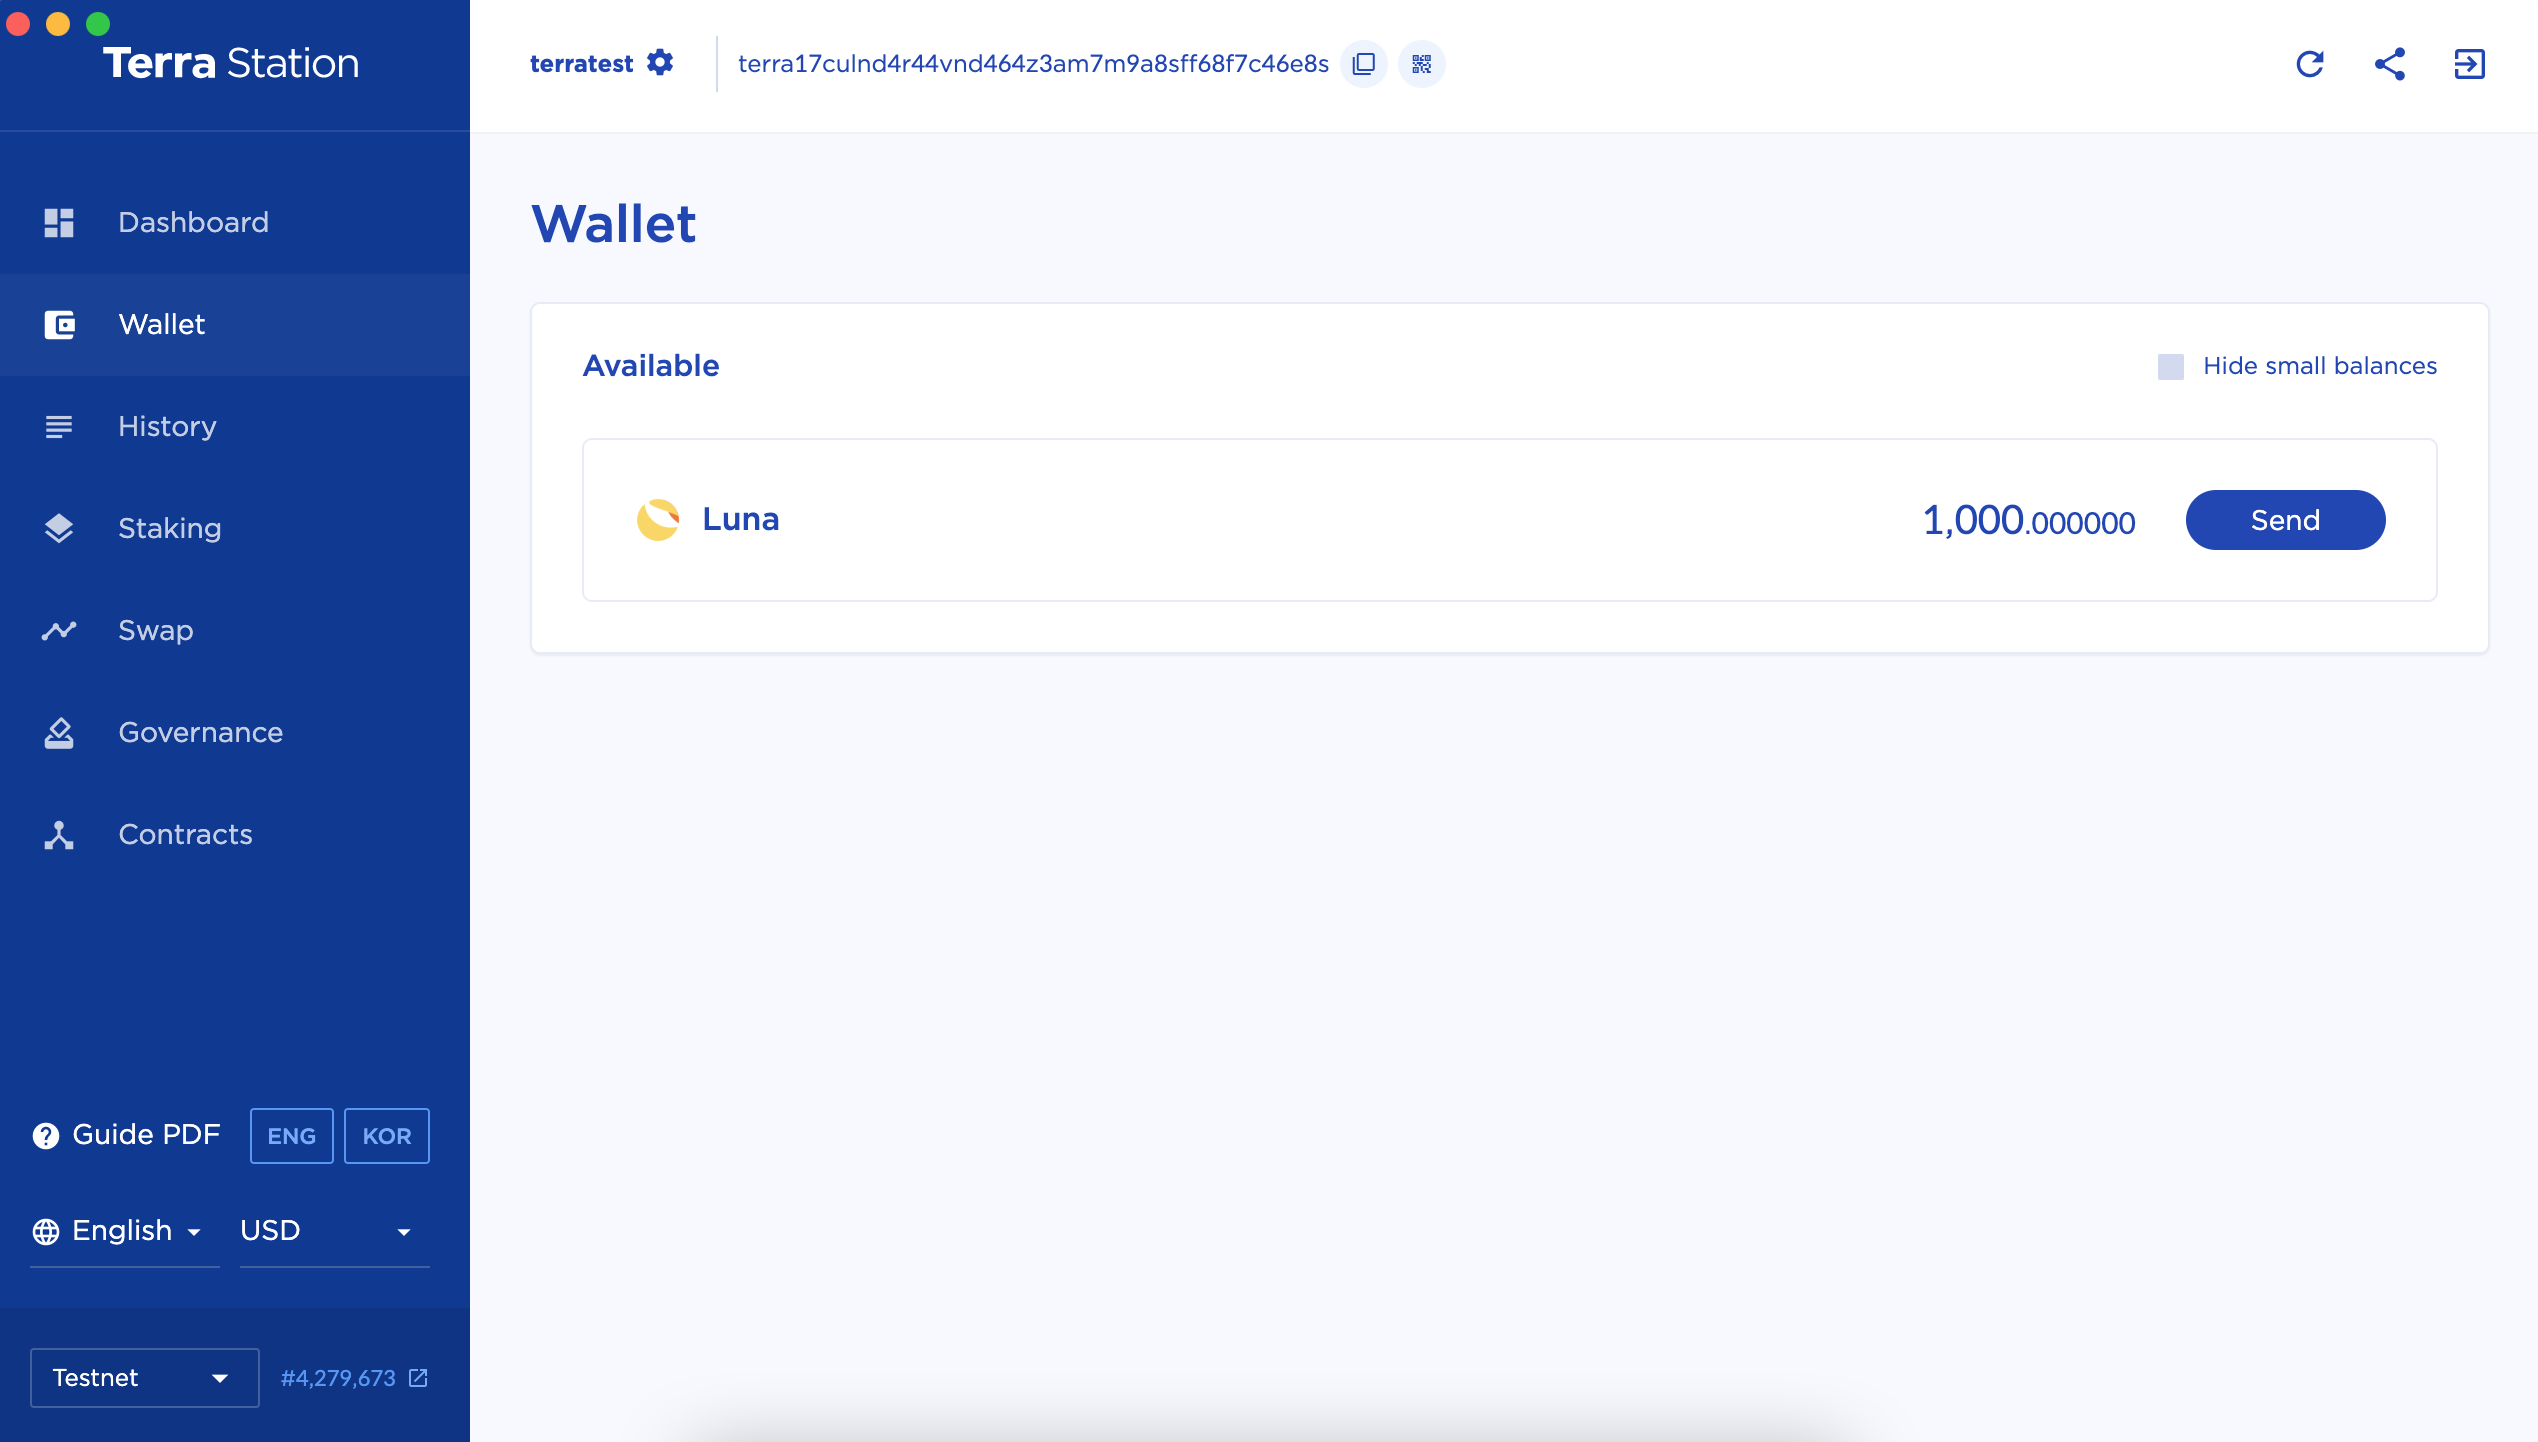 Terra Station
terratest
terra17culnd4r44vnd464z3am7m9a8sff68f7c46e8s
Dashboard
Wallet
History
Staking
Swap
Governance
Contracts
Guide PDF ENG KOR
English USD
Testnet #4,279,673
Wallet
Available
Hide small balances
Luna 1,000.000000 Send